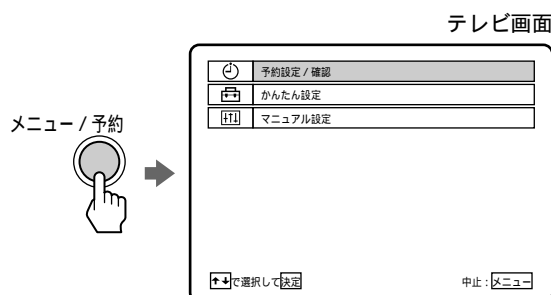 テレビ画面
メニュー / 予約
予約設定 / 確認
かんたん設定
マニュアル設定
↑↓で選択して決定
中止 : メニュー